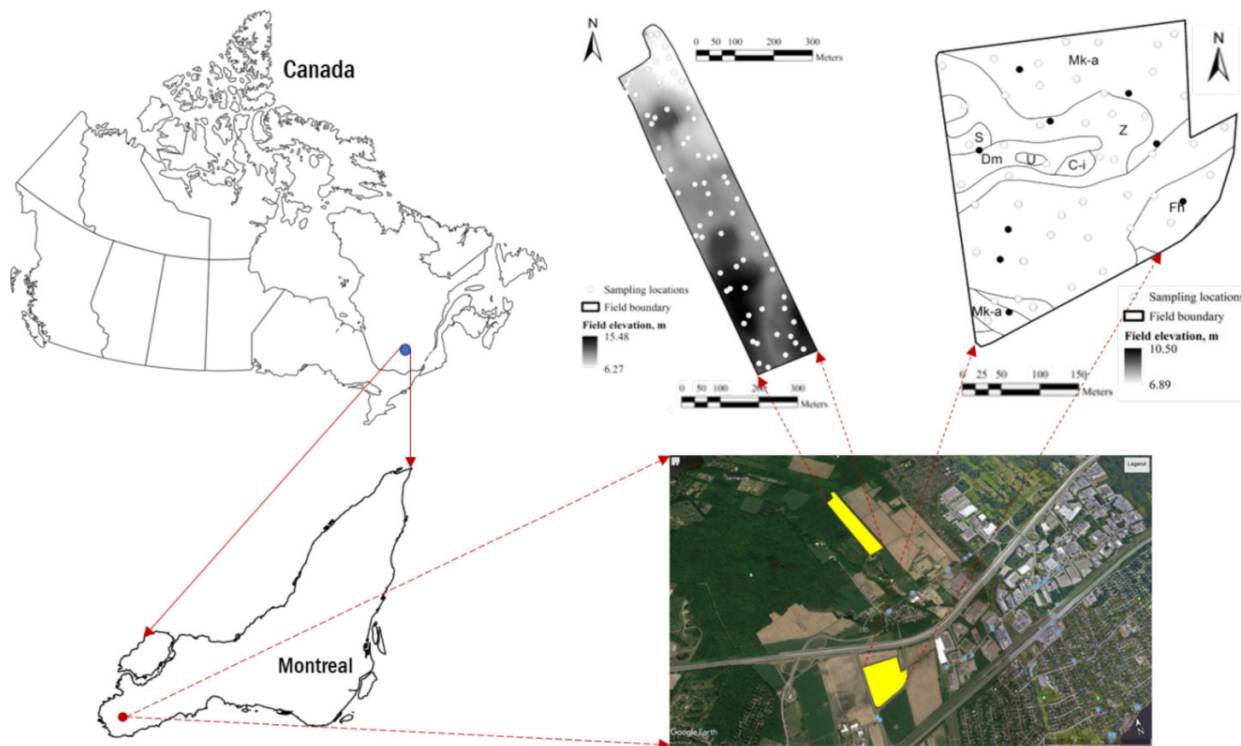 Canada
Montreal
N
0 50 100 200 300
Meters
Sampling locations
Field boundary
Field elevation, m
15.48
6.27
0 50 100 200 300
Meters
N
Mk-a
S
Z
Dm
U
C-i
Fh
Mk-a
0 25 50 100 150
Meters
Sampling locations
Field boundary
Field elevation, m
10.50
6.89
Legend
Google Earth
N